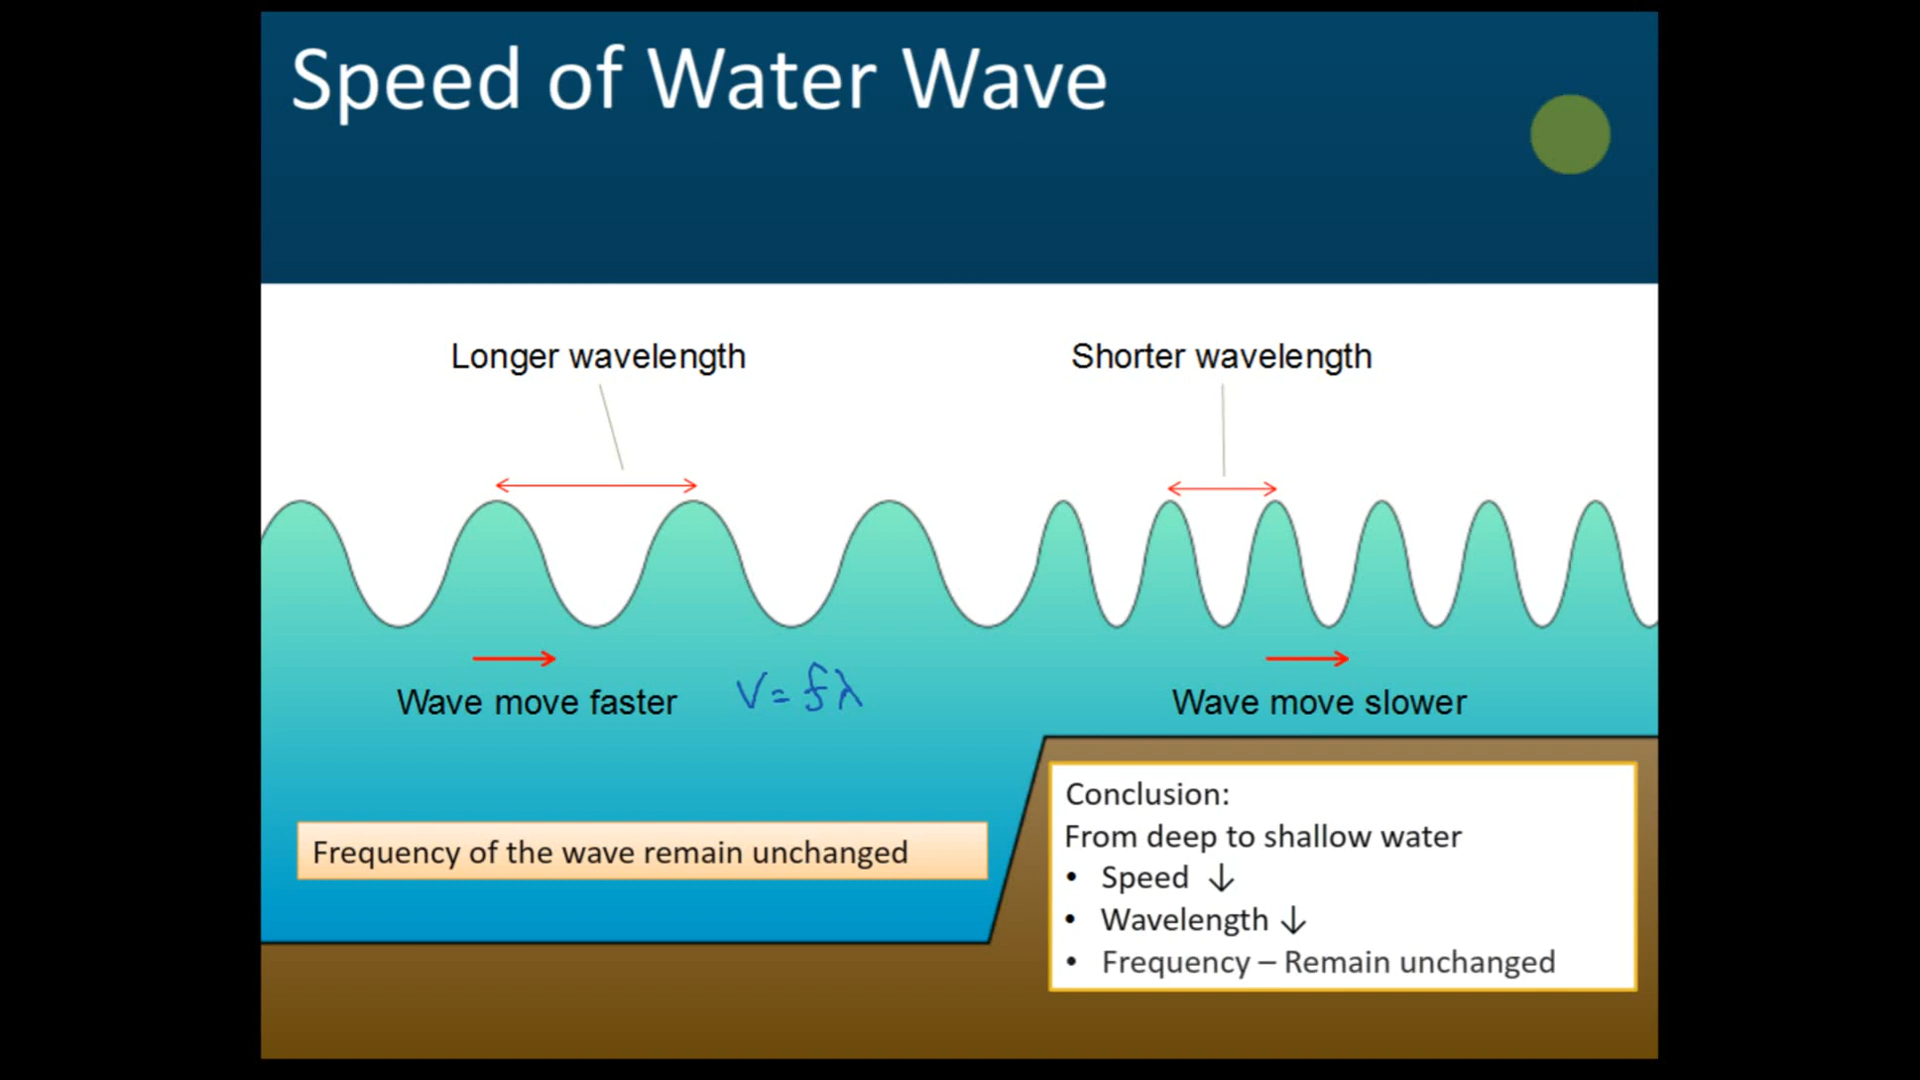 Speed of Water Wave
Longer wavelength
Shorter wavelength
Wave move faster
V = fλ
Wave move slower
Frequency of the wave remain unchanged
Conclusion:
From deep to shallow water
• Speed ↓
• Wavelength ↓
• Frequency – Remain unchanged